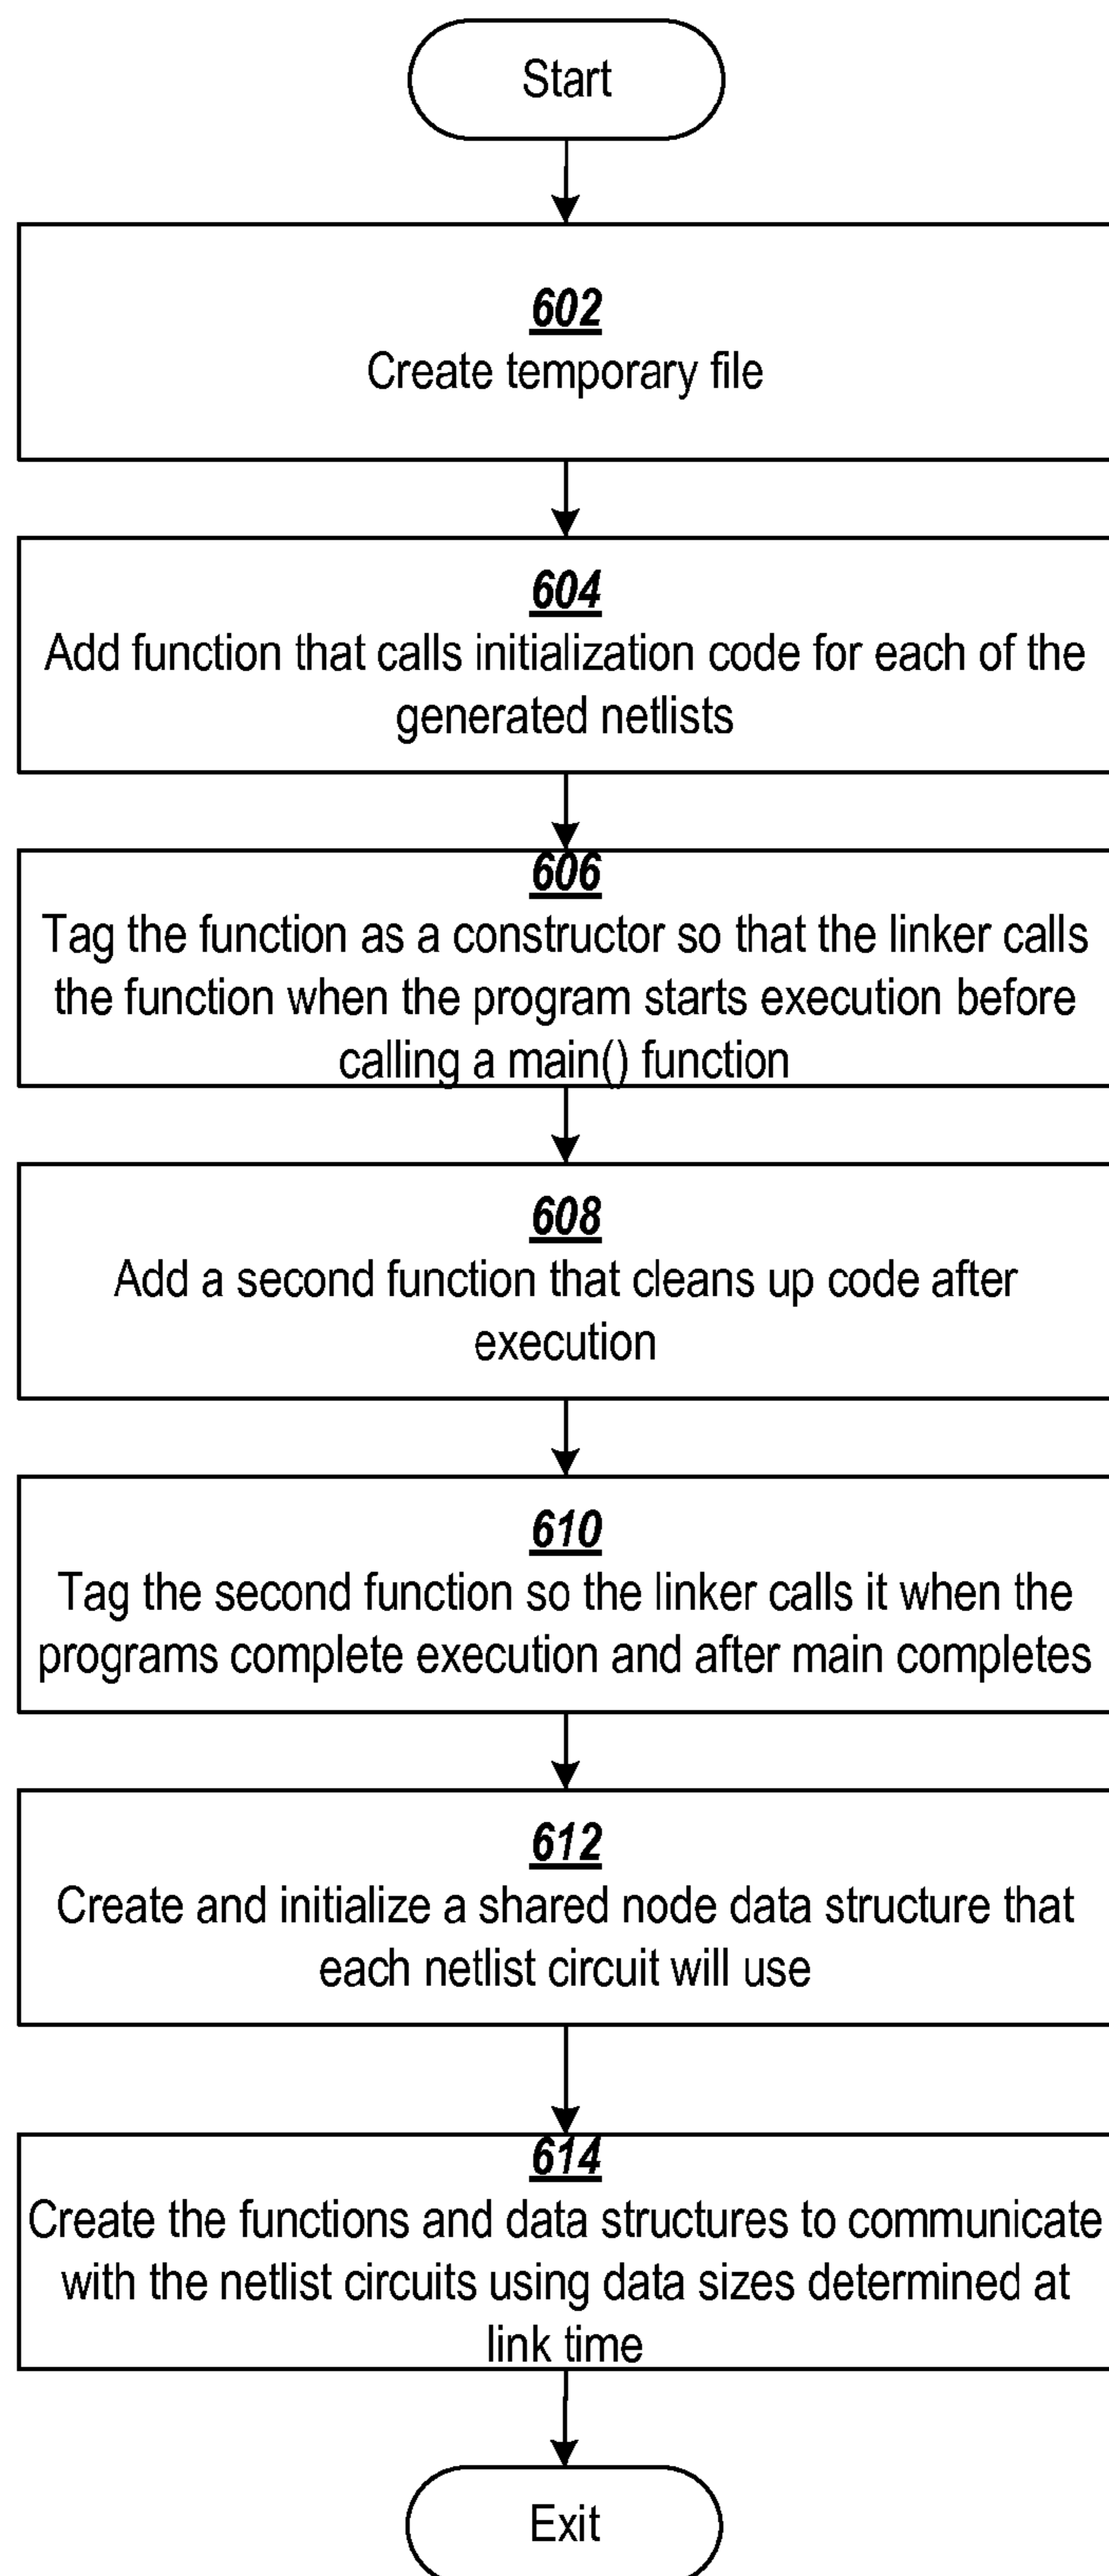 Start
602
Create temporary file
604
Add function that calls initialization code for each of the
generated netlists
606
Tag the function as a constructor so that the linker calls
the function when the program starts execution before
calling a main() function
608
Add a second function that cleans up code after
execution
610
Tag the second function so the linker calls it when the
programs complete execution and after main completes
612
Create and initialize a shared node data structure that
each netlist circuit will use
614
Create the functions and data structures to communicate
with the netlist circuits using data sizes determined at
link time
Exit